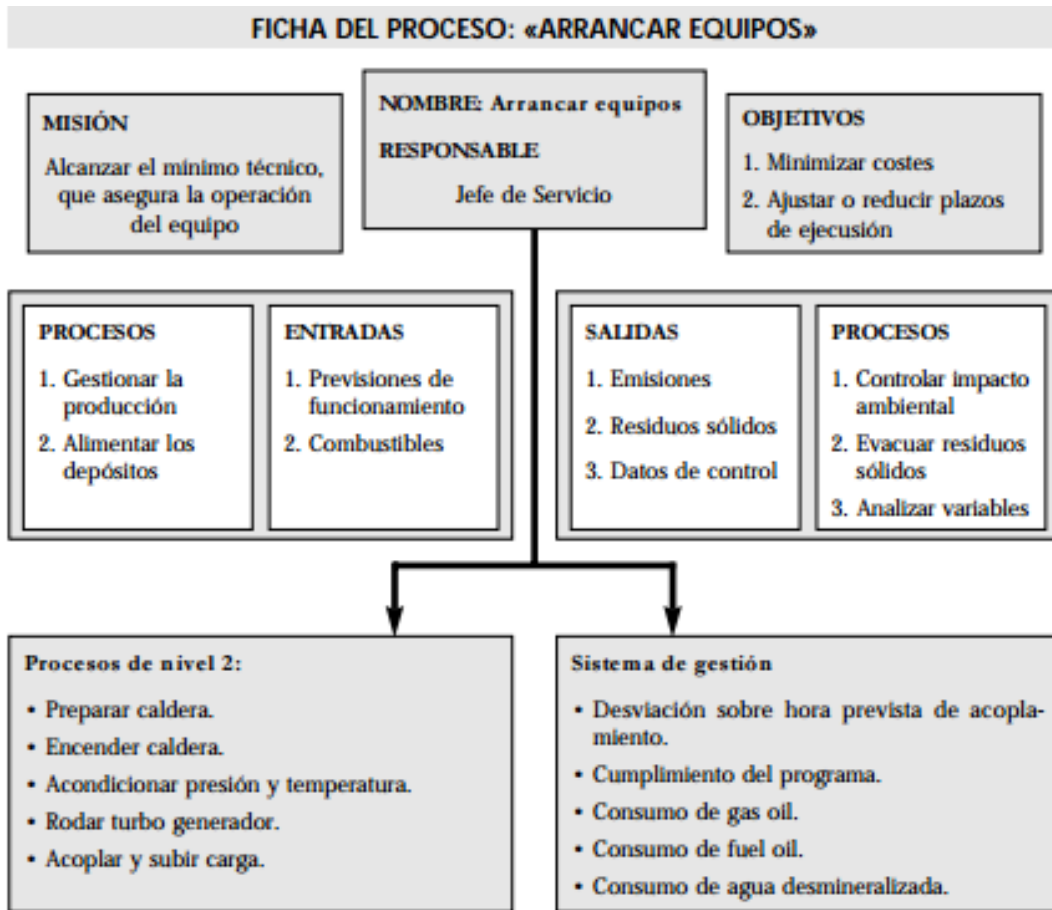 FICHA DEL PROCESO: «ARRANCAR EQUIPOS»
MISIÓN
Alcanzar el mínimo técnico,
que asegura la operación
del equipo
NOMBRE: Arrancar equipos
RESPONSABLE
Jefe de Servicio
OBJETIVOS
1. Minimizar costes
2. Ajustar o reducir plazos
de ejecución
PROCESOS
1. Gestionar la
producción
2. Alimentar los
depósitos
ENTRADAS
1. Previsiones de
funcionamiento
2. Combustibles
SALIDAS
1. Emisiones
2. Residuos sólidos
3. Datos de control
PROCESOS
1. Controlar impacto
ambiental
2. Evacuar residuos
sólidos
3. Analizar variables
Procesos de nivel 2:
• Preparar caldera.
• Encender caldera.
• Acondicionar presión y temperatura.
• Rodar turbo generador.
• Acoplar y subir carga.
Sistema de gestión
• Desviación sobre hora prevista de acopla-
miento.
• Cumplimiento del programa.
• Consumo de gas oil.
• Consumo de fuel oil.
• Consumo de agua desmineralizada.